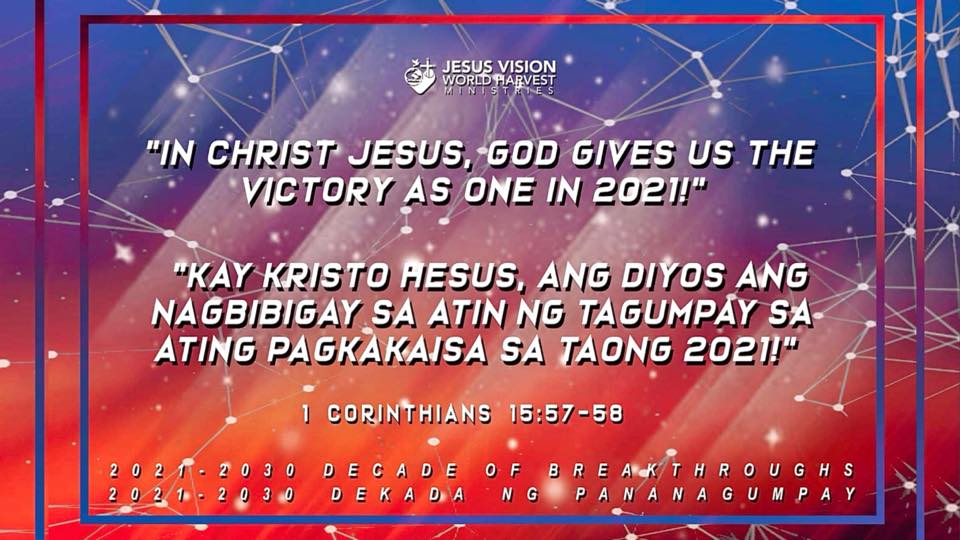 JESUS VISION
WORLD HARVEST
MINISTRIES
"IN CHRIST JESUS, GOD GIVES US THE
VICTORY AS ONE IN 2021!"
"KAY KRISTO HESUS, ANG DIYOS ANG
NAGBIBIGAY SA ATIN NG TAGUMPAY SA
ATING PAGKAKAISA SA TAONG 2021!"
1 CORINTHIANS 15:57-58
2021-2030 DECADE OF BREAKTHROUGHS
2021-2030 DEKADA NG PANANAGUMPAY